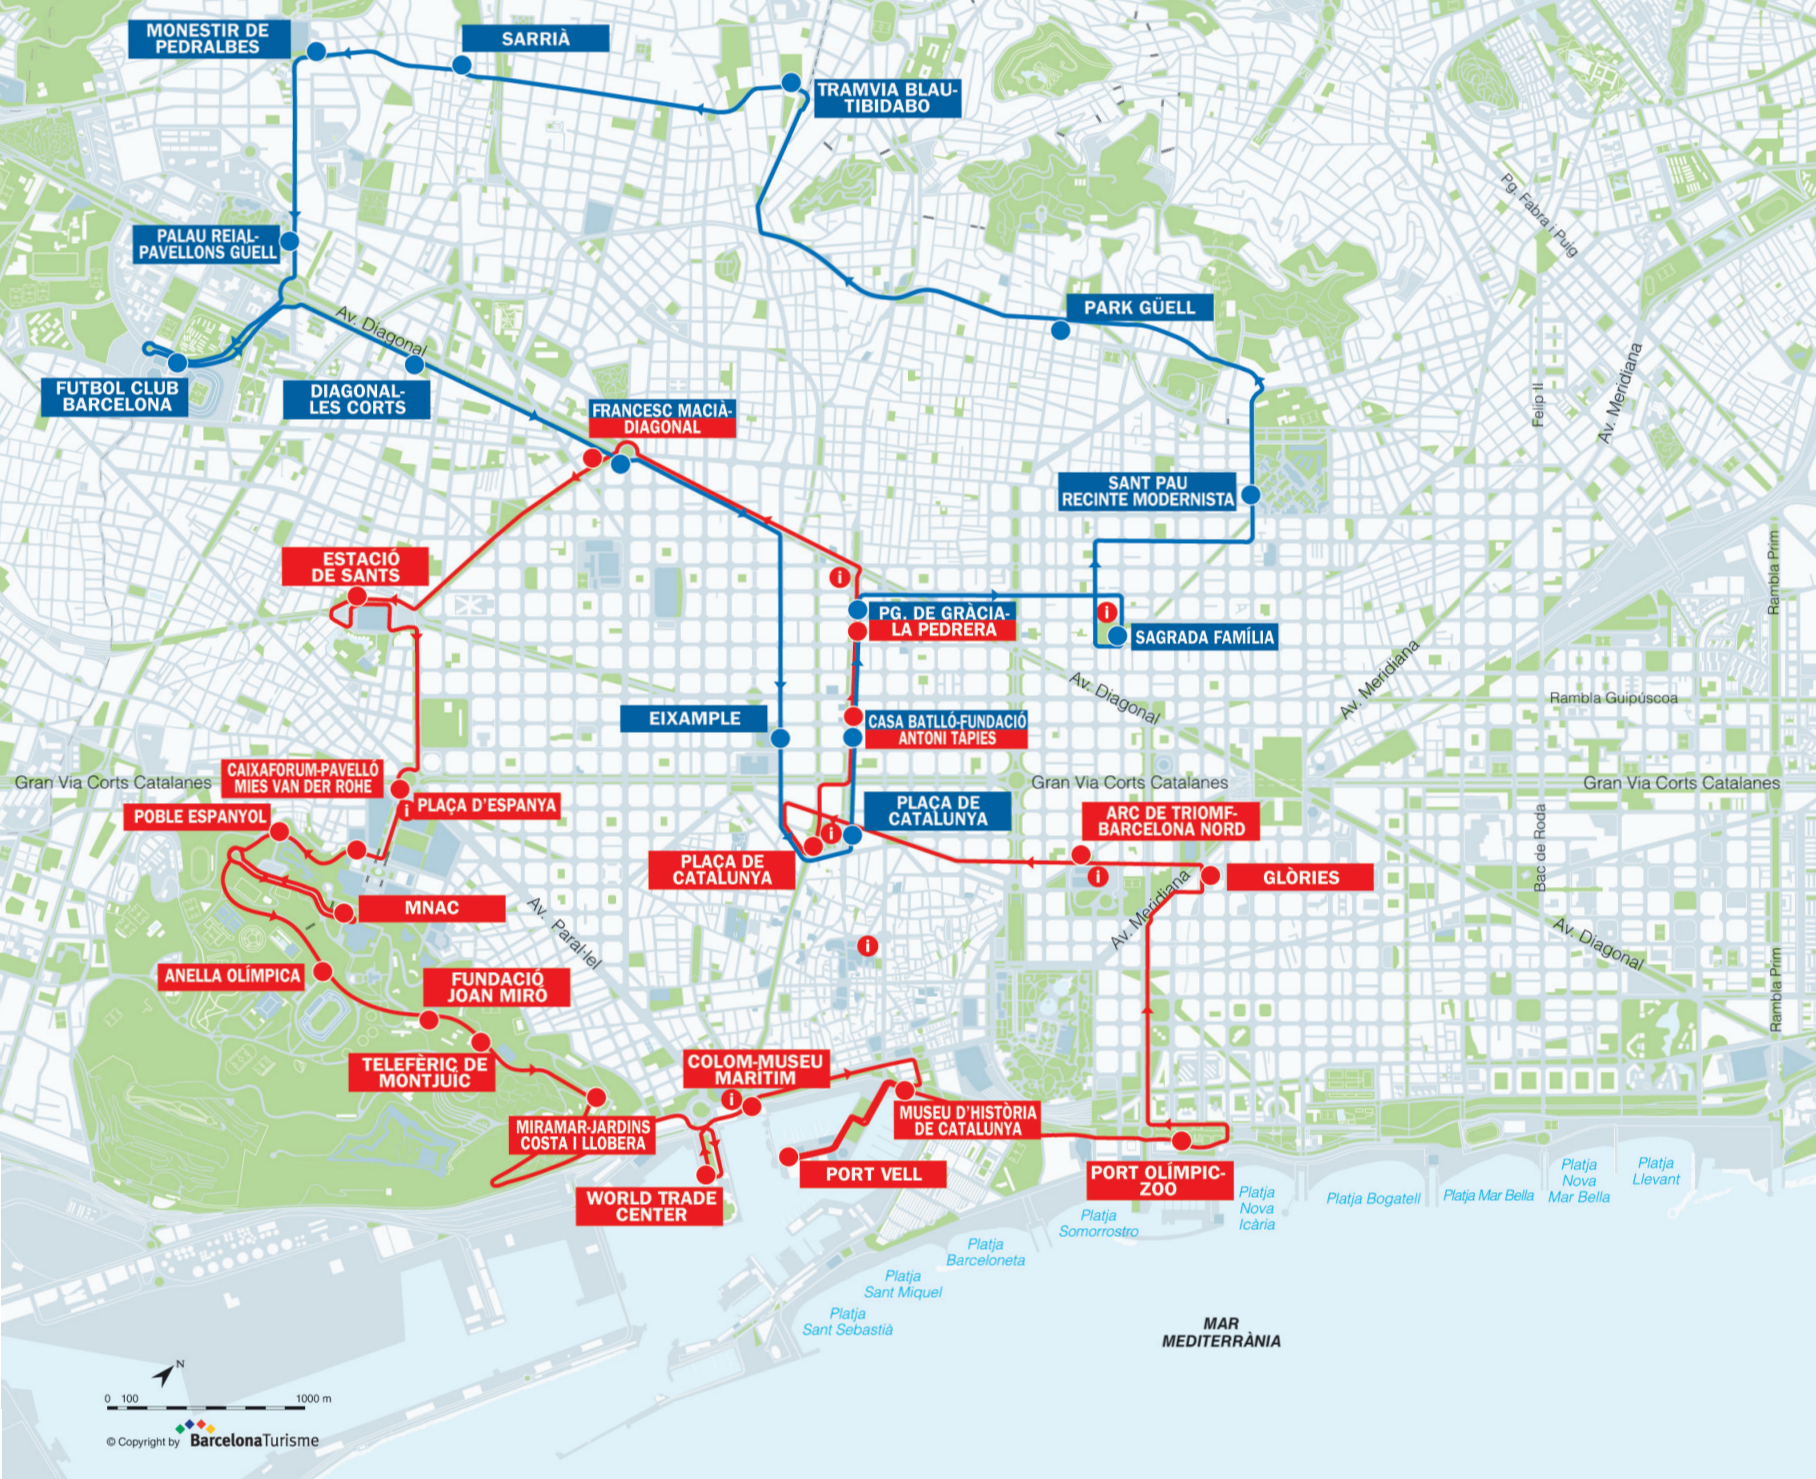 MONESTIR DE
PEDRALBES
SARRIÀ
TRAMVIA BLAU-
TIBIDABO
Pg. Fabra i Puig
PALAU REIAL-
PAVELLONS GÜELL
PARK GÜELL
Av. Diagonal
Av. Meridiana
Felip II
FUTBOL CLUB
BARCELONA
DIAGONAL-
LES CORTS
FRANCESC MACIÀ-
DIAGONAL
SANT PAU
RECINTE MODERNISTA
ESTACIÓ
DE SANTS
i
Rambla Prim
PG. DE GRÀCIA-
LA PEDRERA
i
SAGRADA FAMÍLIA
Av. Diagonal
Av. Meridiana
Rambla Guipúscoa
EIXAMPLE
CASA BATLLÓ-FUNDACIÓ
ANTONI TÀPIES
Gran Via Corts Catalanes
CAIXAFORUM-PAVELLÓ
MIES VAN DER ROHE
Gran Via Corts Catalanes
Gran Via Corts Catalanes
i
PLAÇA D'ESPANYA
POBLE ESPANYOL
PLAÇA DE
CATALUNYA
ARC DE TRIOMF-
BARCELONA NORD
i
PLAÇA DE
CATALUNYA
i
GLÒRIES
Bac de Roda
Av. Meridiana
MNAC
Av. Paral·lel
i
Av. Diagonal
ANELLA OLÍMPICA
FUNDACIÓ
JOAN MIRÓ
Rambla Prim
TELEFÈRIC DE
MONTJUÏC
COLOM-MUSEU
MARÍTIM
i
MIRAMAR-JARDINS
COSTA I LLOBERA
MUSEU D'HISTÒRIA
DE CATALUNYA
PORT VELL
WORLD TRADE
CENTER
PORT OLÍMPIC-
ZOO
Platja
Nova
Icària
Platja Bogatell
Platja Mar Bella
Platja
Nova
Mar Bella
Platja
Llevant
Platja
Somorrostro
Platja
Barceloneta
Platja
Sant Miquel
Platja
Sant Sebastià
MAR
MEDITERRÀNIA
N
0 100 1000 m
© Copyright by BarcelonaTurisme